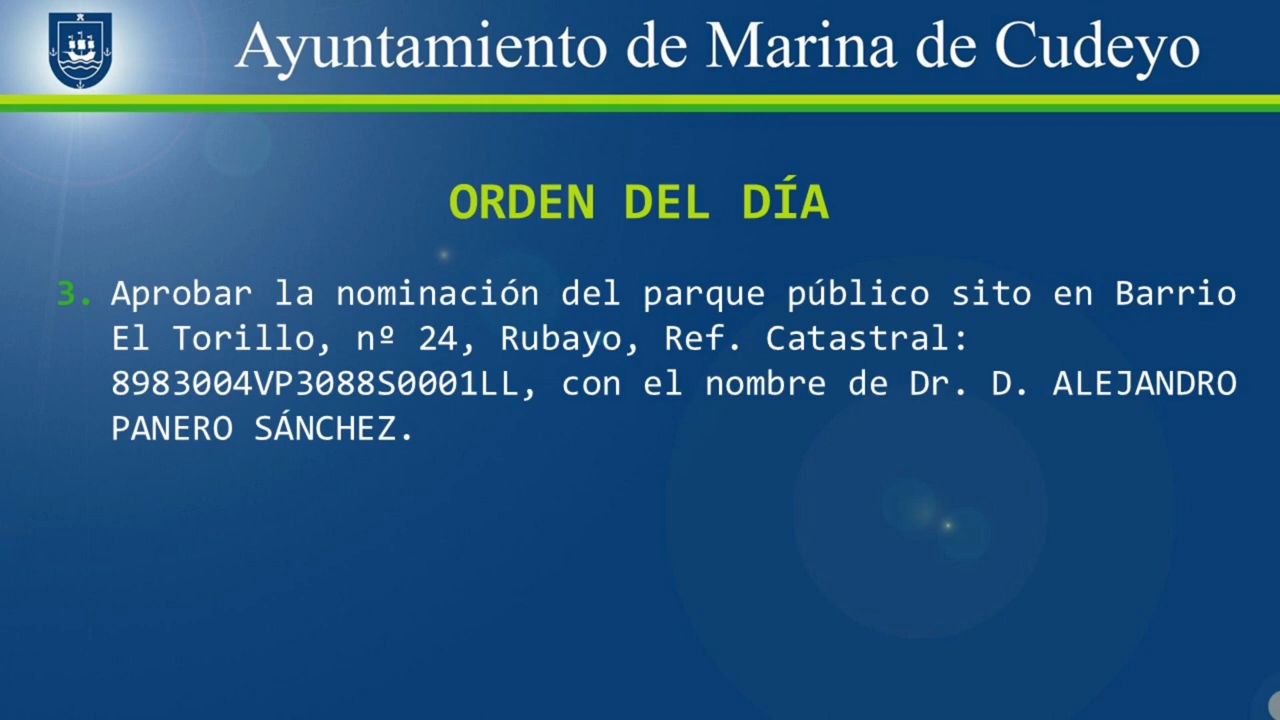 Ayuntamiento de Marina de Cudeyo
ORDEN DEL DÍA
3. Aprobar la nominación del parque público sito en Barrio
El Torillo, nº 24, Rubayo, Ref. Catastral:
8983004VP3088S0001LL, con el nombre de Dr. D. ALEJANDRO
PANERO SÁNCHEZ.